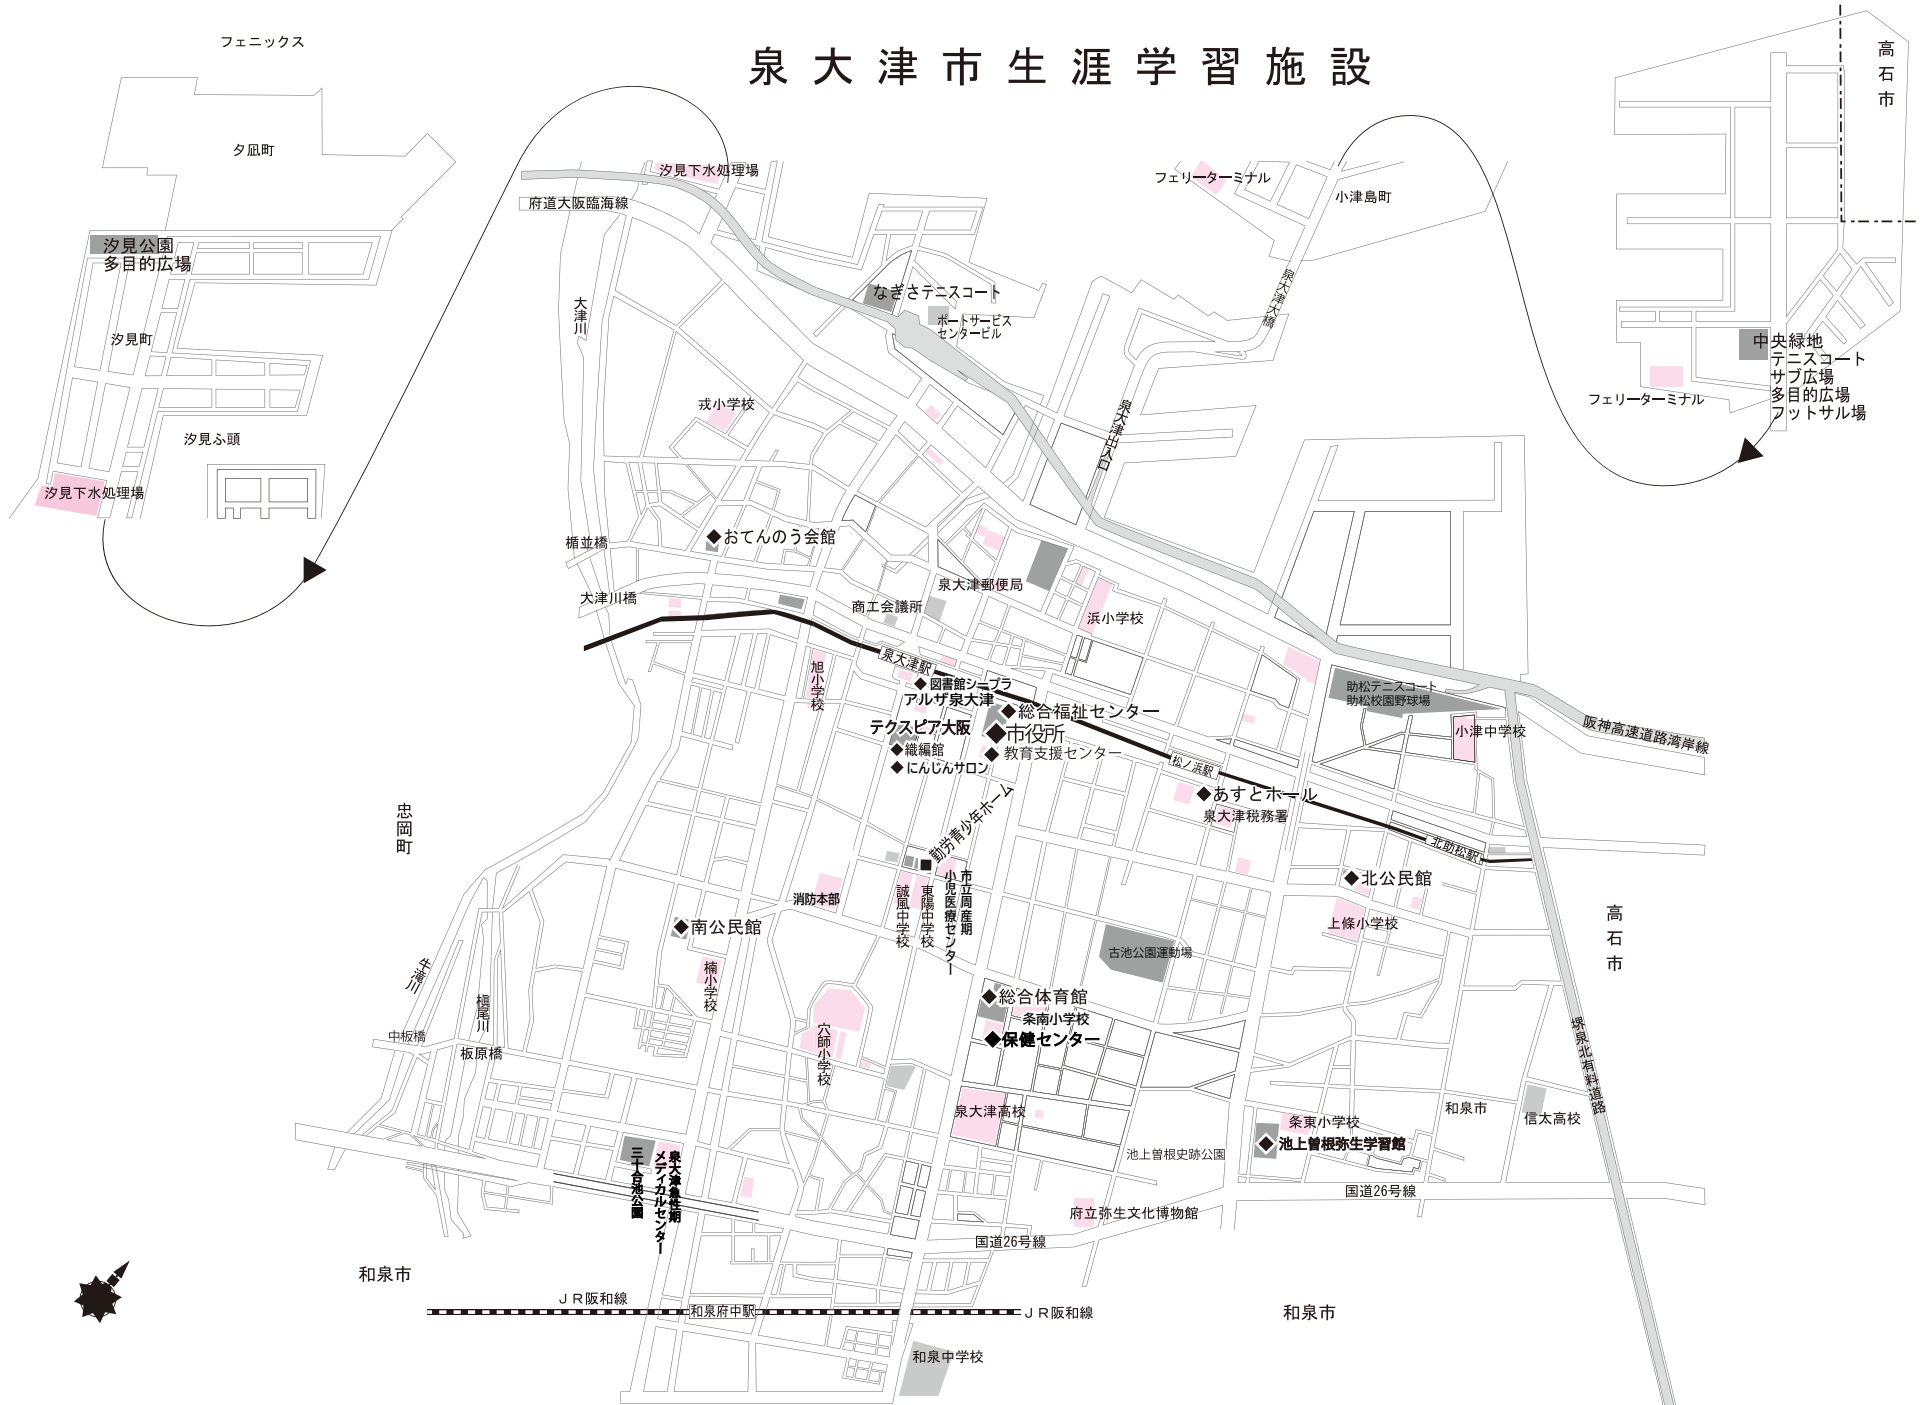 泉大津市生涯学習施設
フェニックス
夕凪町
汐見公園
多目的広場
汐見町
汐見ふ頭
汐見下水処理場
汐見下水処理場
府道大阪臨海線
大津川
なぎさテニスコート
ポートサービス
センタービル
フェリーターミナル
小津島町
泉大津大橋
泉大津出入口
高石市
中央緑地
テニスコート
サブ広場
多目的広場
フットサル場
フェリーターミナル
戎小学校
おてんのう会館
楯並橋
大津川橋
泉大津郵便局
商工会議所
浜小学校
泉大津駅
旭小学校
図書館シープラ
アルザ泉大津
総合福祉センター
テクスピア大阪
市役所
織編館
教育支援センター
にんじんサロン
助松テニスコート
助松校園野球場
小津中学校
阪神高速道路湾岸線
松ノ浜駅
あすとホール
泉大津税務署
忠岡町
勤労青少年ホーム
北助松駅
北公民館
市立周産期
小児医療センター
消防本部
誠風中学校
東陽中学校
南公民館
上條小学校
高石市
古池公園運動場
牛滝川
楠小学校
槇尾川
総合体育館
条南小学校
保健センター
穴師小学校
中板橋
板原橋
堺泉北有料道路
泉大津高校
和泉市
信太高校
条東小学校
池上曽根弥生学習館
池上曽根史跡公園
三十合池公園
泉大津急性期
メディカルセンター
国道26号線
府立弥生文化博物館
国道26号線
和泉市
ＪＲ阪和線
和泉府中駅
ＪＲ阪和線
和泉市
和泉中学校